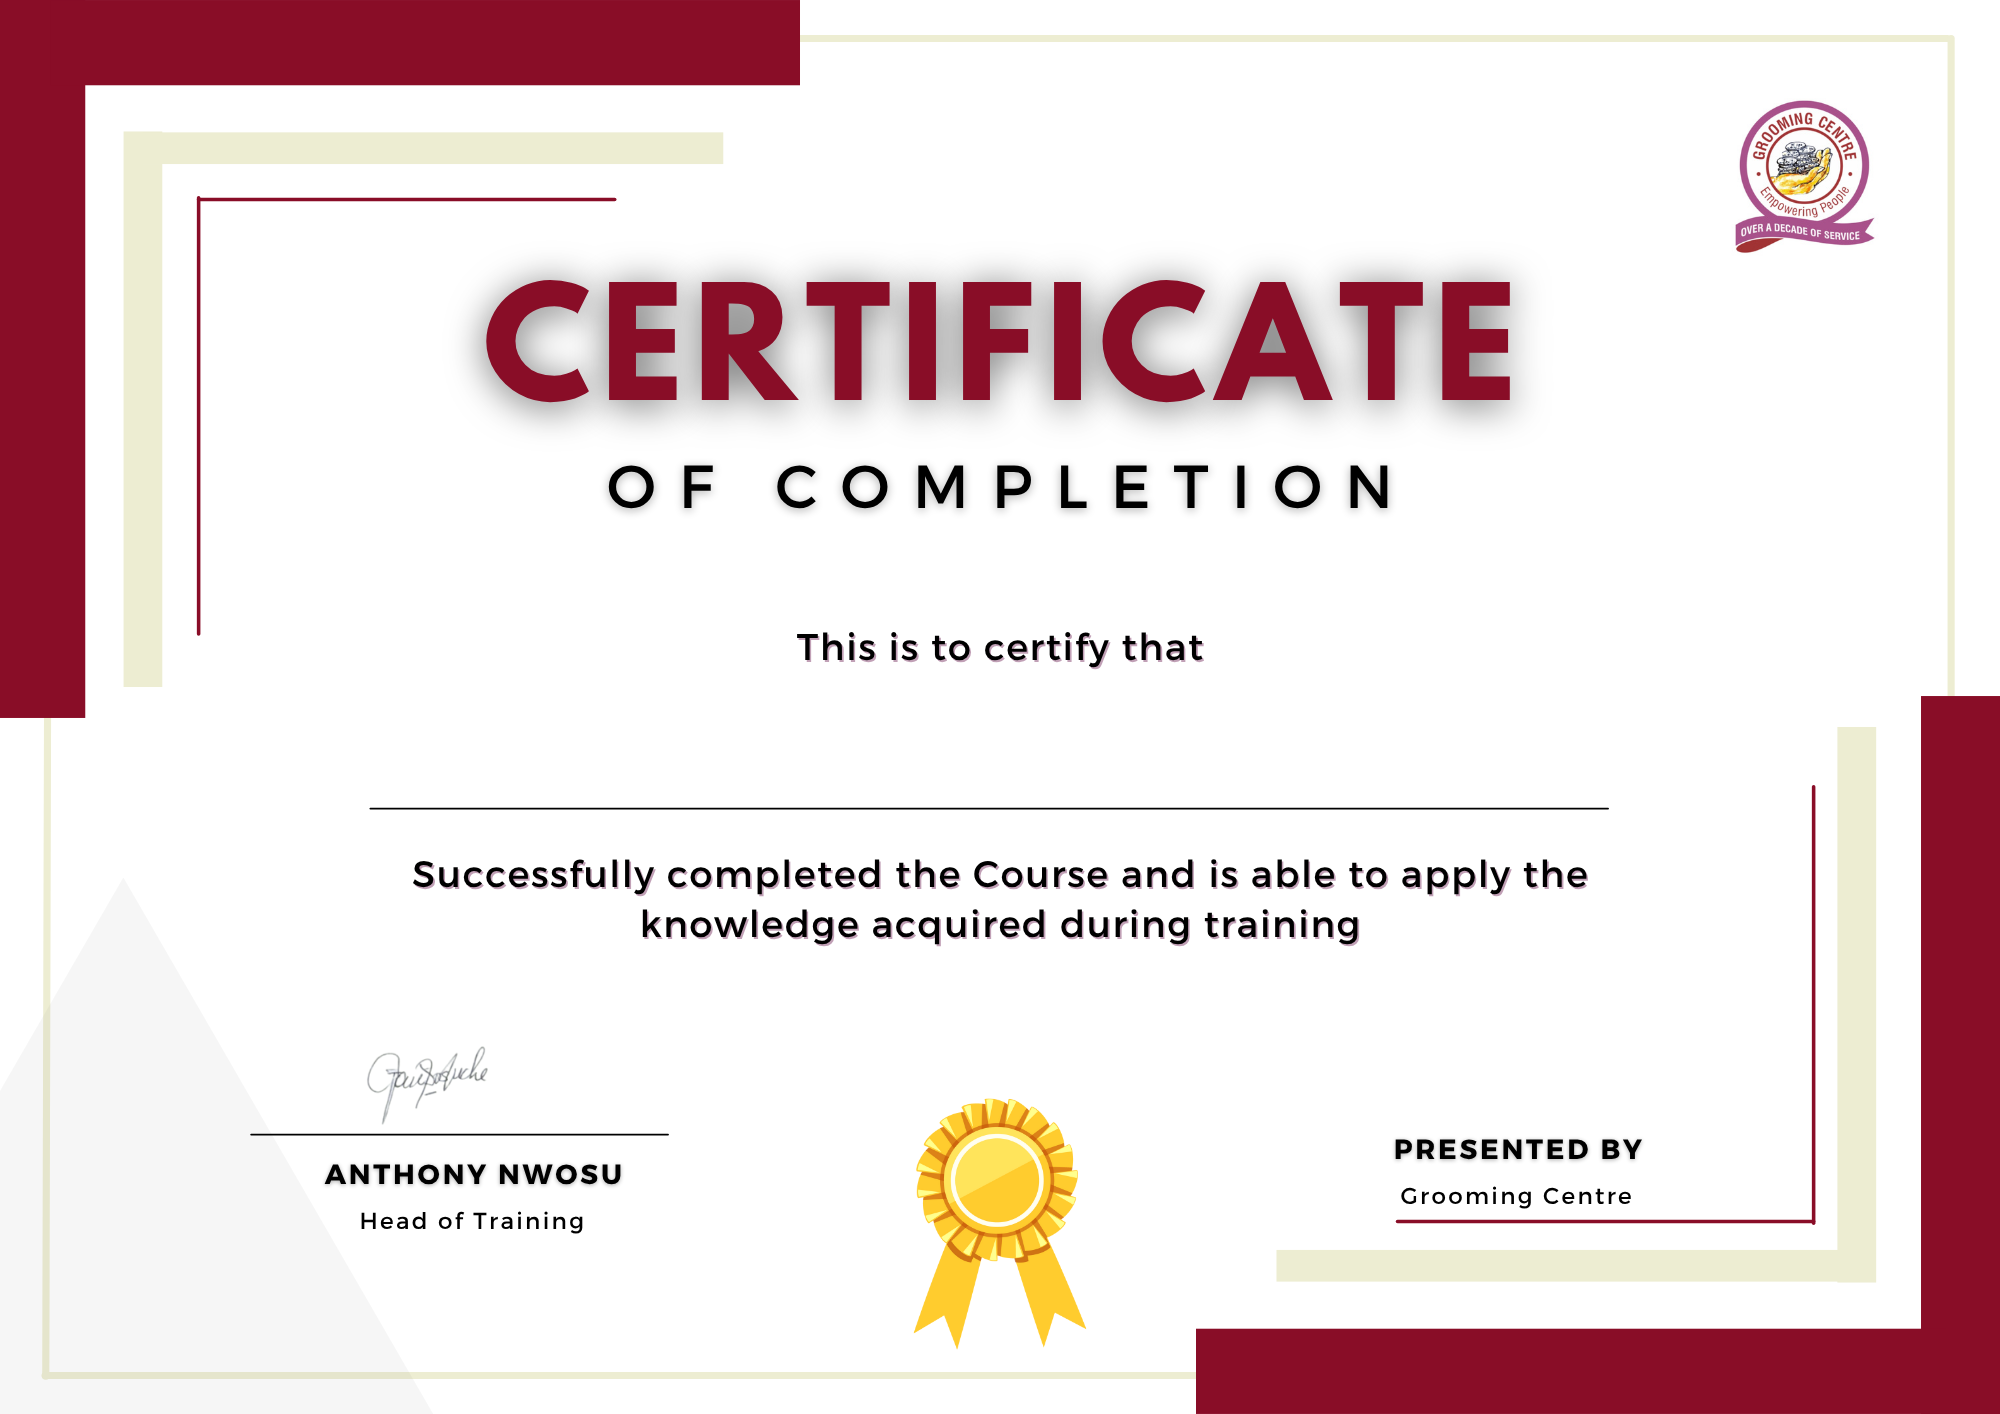 GROOMING CENTRE
Empowering People
OVER A DECADE OF SERVICE
CERTIFICATE
OF COMPLETION
This is to certify that
Successfully completed the Course and is able to apply the
knowledge acquired during training
ANTHONY NWOSU
Head of Training
PRESENTED BY
Grooming Centre